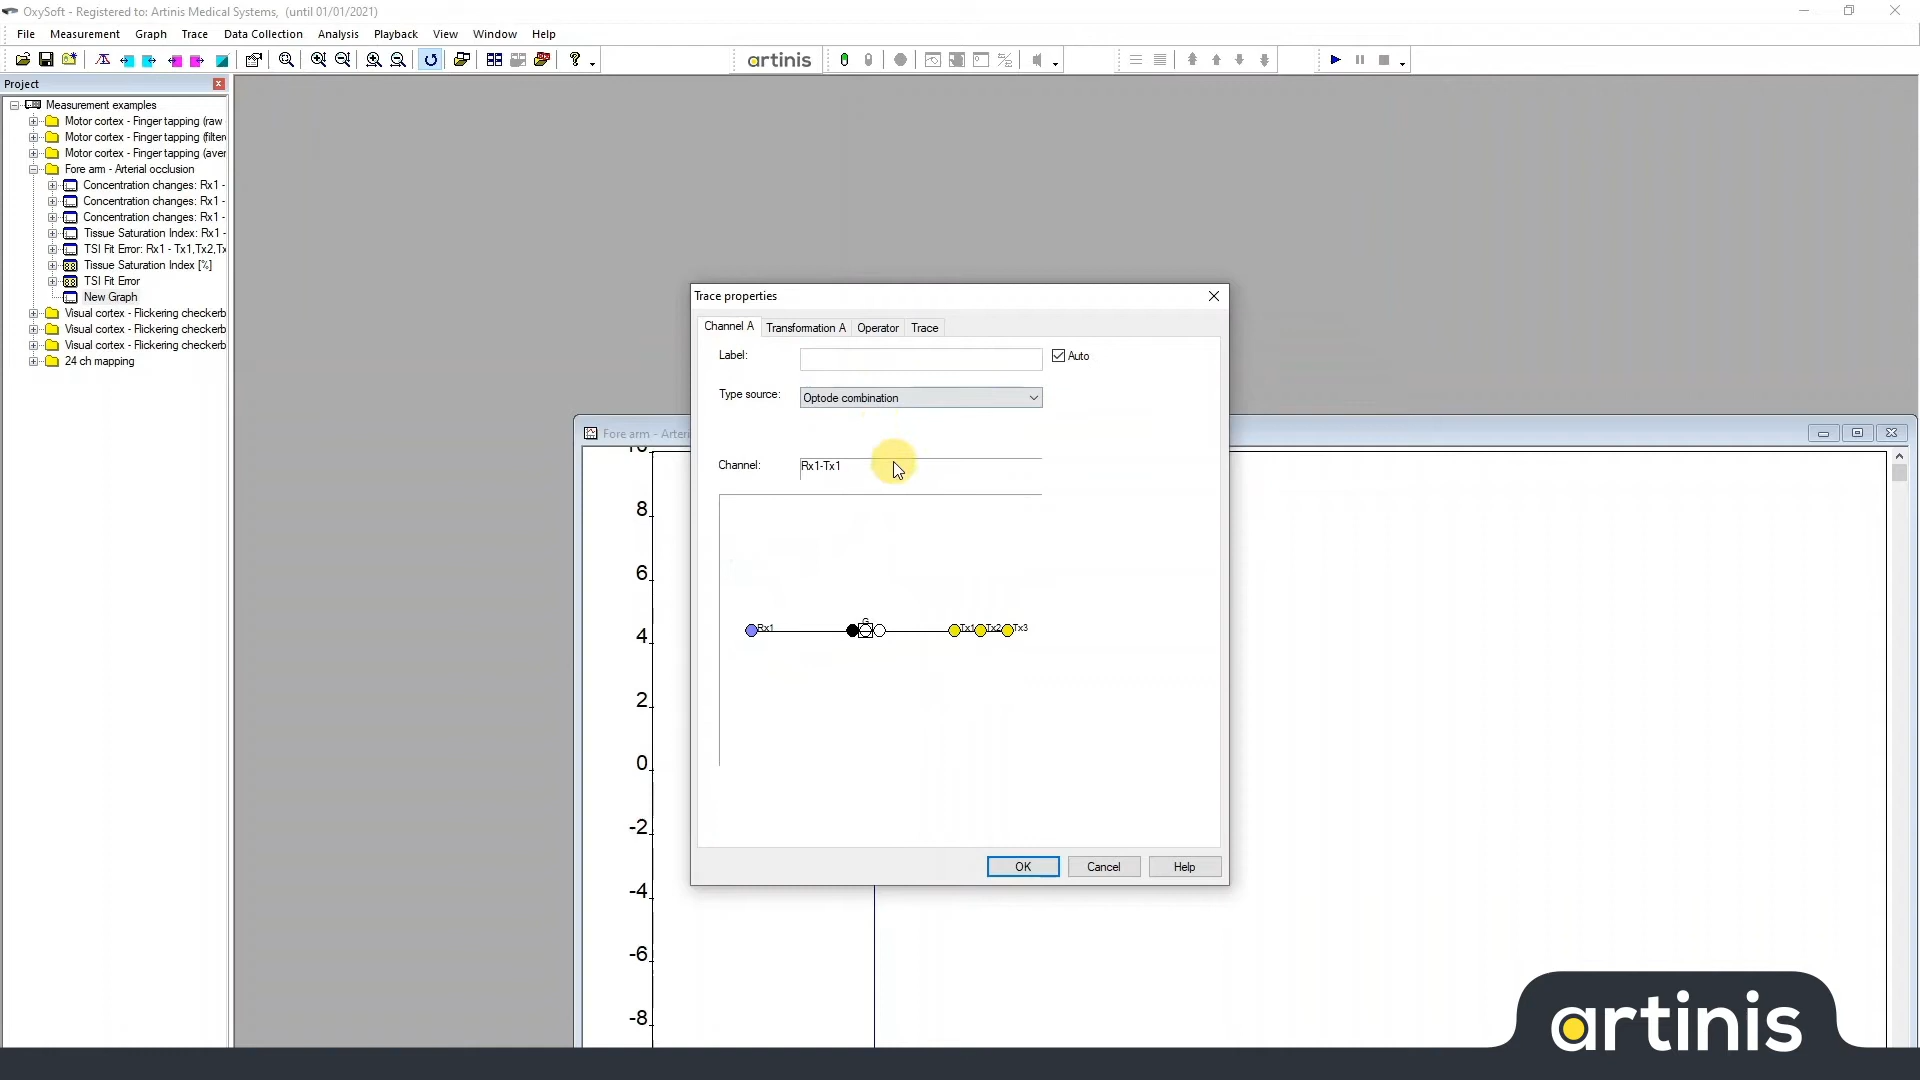 OxySoft - Registered to: Artinis Medical Systems, (until 01/01/2021)
File Measurement Graph Trace Data Collection Analysis Playback View Window Help
artinis
Project
Measurement examples
Motor cortex - Finger tapping (raw
Motor cortex - Finger tapping (filter
Motor cortex - Finger tapping (aver
Fore arm - Arterial occlusion
Concentration changes: Rx1 -
Concentration changes: Rx1 -
Concentration changes: Rx1 -
Tissue Saturation Index: Rx1 -
TSI Fit Error: Rx1 - Tx1,Tx2,Tx
Tissue Saturation Index [%]
TSI Fit Error
New Graph
Visual cortex - Flickering checkerb
Visual cortex - Flickering checkerb
Visual cortex - Flickering checkerb
24 ch mapping
Fore arm - Arteri
Trace properties
Channel A Transformation A Operator Trace
Label:
Auto
Type source: Optode combination
Channel: Rx1-Tx1
Rx1 Tx1 Tx2 Tx3
OK Cancel Help
8
6
4
2
0
-2
-4
-6
-8
artinis